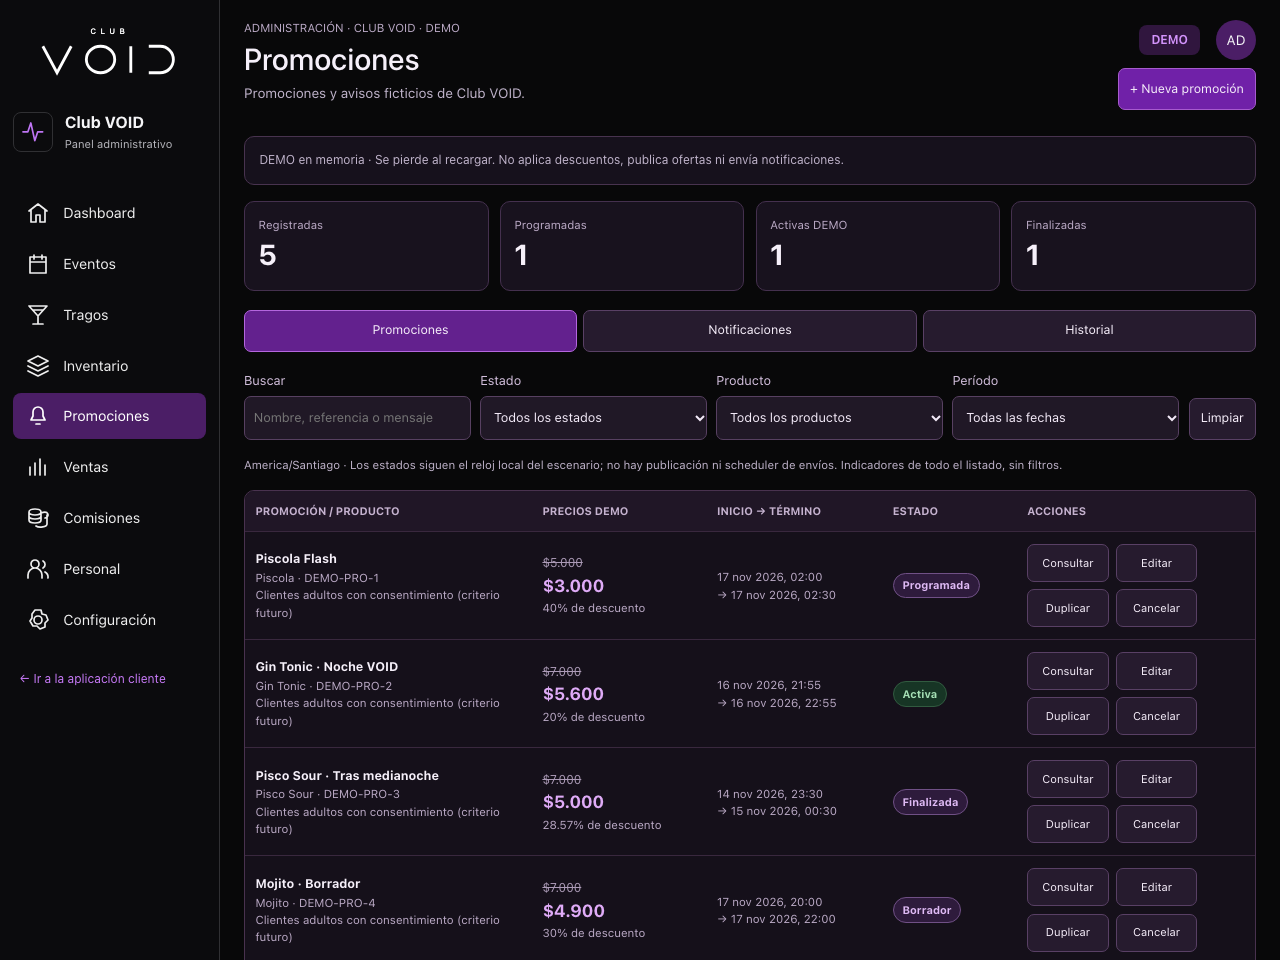 CLUB
VOID
Club VOID
Panel administrativo
Dashboard
Eventos
Tragos
Inventario
Promociones
Ventas
Comisiones
Personal
Configuración
← Ir a la aplicación cliente
ADMINISTRACIÓN · CLUB VOID · DEMO
Promociones
Promociones y avisos ficticios de Club VOID.
DEMO
AD
+ Nueva promoción
DEMO en memoria · Se pierde al recargar. No aplica descuentos, publica ofertas ni envía notificaciones.
Registradas
5
Programadas
1
Activas DEMO
1
Finalizadas
1
Promociones
Notificaciones
Historial
Buscar
Nombre, referencia o mensaje
Estado
Todos los estados
Producto
Todos los productos
Período
Todas las fechas
Limpiar
America/Santiago · Los estados siguen el reloj local del escenario; no hay publicación ni scheduler de envíos. Indicadores de todo el listado, sin filtros.
PROMOCIÓN / PRODUCTO
PRECIOS DEMO
INICIO → TÉRMINO
ESTADO
ACCIONES
Piscola Flash
Piscola · DEMO-PRO-1
Clientes adultos con consentimiento (criterio
futuro)
$5.000
$3.000
40% de descuento
17 nov 2026, 02:00
→ 17 nov 2026, 02:30
Programada
Consultar
Editar
Duplicar
Cancelar
Gin Tonic · Noche VOID
Gin Tonic · DEMO-PRO-2
Clientes adultos con consentimiento (criterio
futuro)
$7.000
$5.600
20% de descuento
16 nov 2026, 21:55
→ 16 nov 2026, 22:55
Activa
Consultar
Editar
Duplicar
Cancelar
Pisco Sour · Tras medianoche
Pisco Sour · DEMO-PRO-3
Clientes adultos con consentimiento (criterio
futuro)
$7.000
$5.000
28.57% de descuento
14 nov 2026, 23:30
→ 15 nov 2026, 00:30
Finalizada
Consultar
Editar
Duplicar
Cancelar
Mojito · Borrador
Mojito · DEMO-PRO-4
Clientes adultos con consentimiento (criterio
futuro)
$7.000
$4.900
30% de descuento
17 nov 2026, 20:00
→ 17 nov 2026, 22:00
Borrador
Consultar
Editar
Duplicar
Cancelar